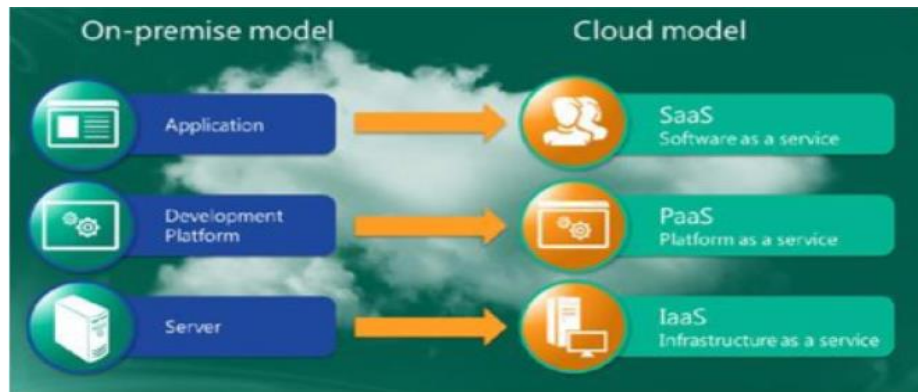 On-premise model
Cloud model
Application
SaaS
Software as a service
Development
Platform
PaaS
Platform as a service
Server
IaaS
Infrastructure as a service